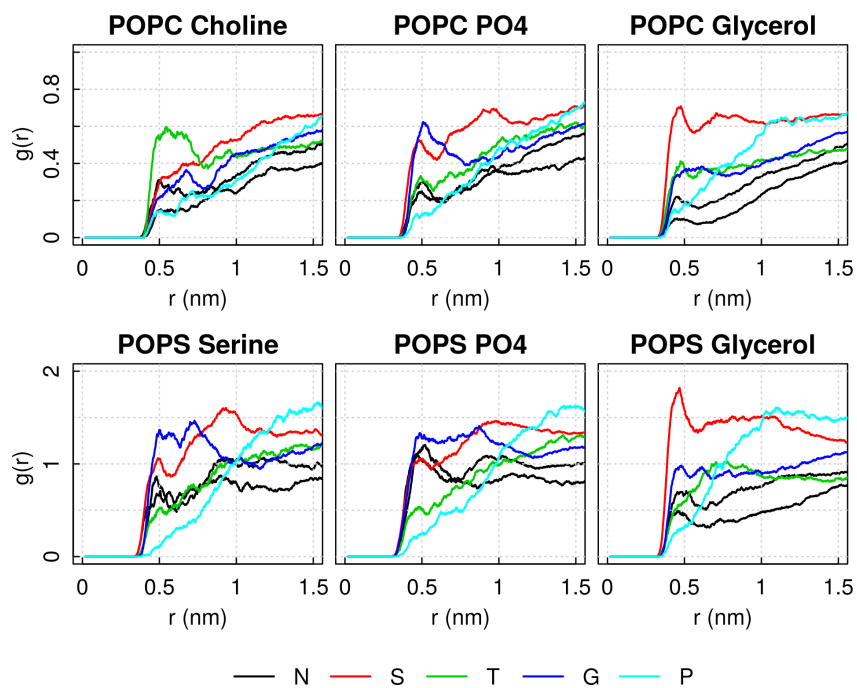 POPC Choline POPC PO4 POPC Glycerol
g(r)
0 0.4 0.8
0 0.5 1 1.5 0 0.5 1 1.5 0 0.5 1 1.5
r (nm) r (nm) r (nm)
POPS Serine POPS PO4 POPS Glycerol
g(r)
0 1 2
0 0.5 1 1.5 0 0.5 1 1.5 0 0.5 1 1.5
r (nm) r (nm) r (nm)
N S T G P